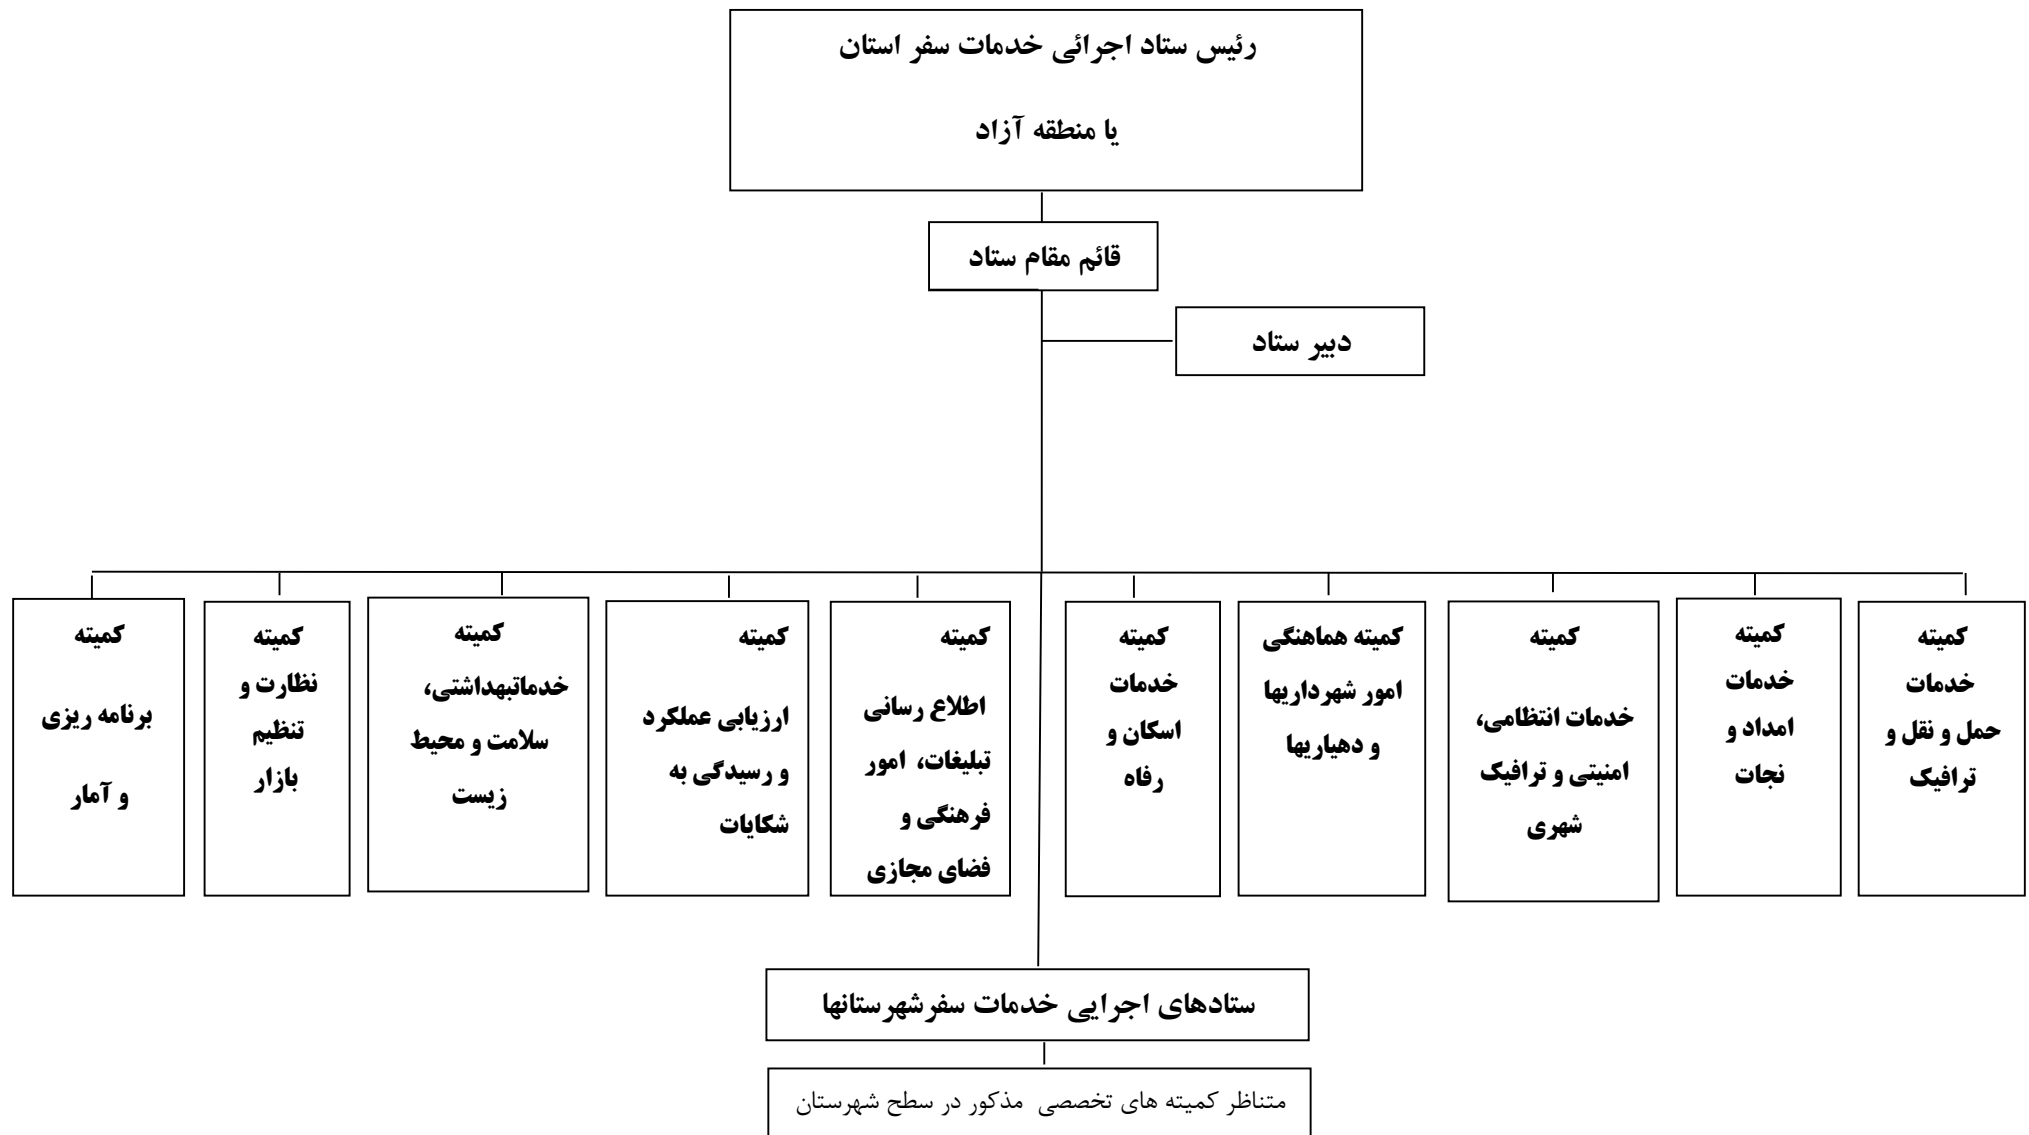 رئیس ستاد اجرائی خدمات سفر استان
یا منطقه آزاد
قائم مقام ستاد
دبیر ستاد
کمیته
خدمات
حمل و نقل و
ترافیک
کمیته
خدمات
امداد و
نجات
کمیته
خدمات انتظامی،
امنیتی و ترافیک
شهری
کمیته هماهنگی
امور شهرداریها
و دهیاریها
کمیته
خدمات
اسکان و
رفاه
کمیته
اطلاع رسانی
تبلیغات، امور
فرهنگی و
فضای مجازی
کمیته
ارزیابی عملکرد
و رسیدگی به
شکایات
کمیته
خدماتبهداشتی،
سلامت و محیط
زیست
کمیته
نظارت و
تنظیم
بازار
کمیته
برنامه ریزی
و آمار
ستادهای اجرایی خدمات سفرشهرستانها
متناظر کمیته های تخصصی مذکور در سطح شهرستان